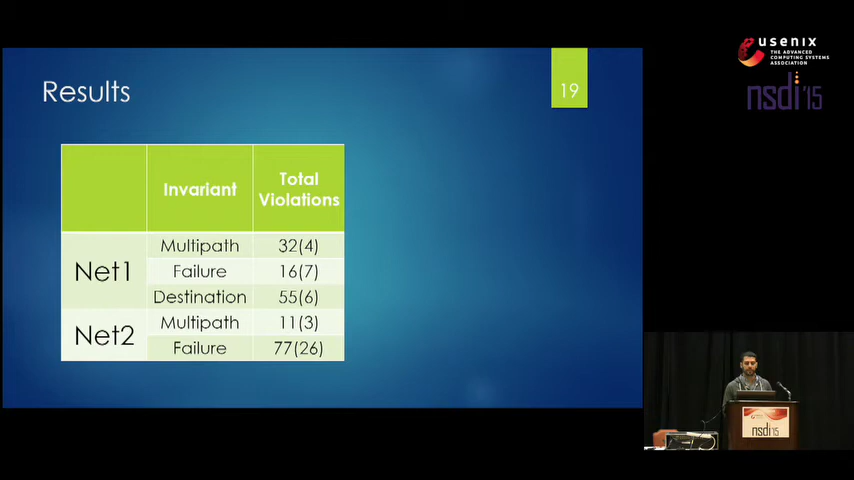 usenix
THE ADVANCED
COMPUTING SYSTEMS
ASSOCIATION
nsdi '15
Results
19
Invariant
Total
Violations
Net1
Multipath
32(4)
Failure
16(7)
Destination
55(6)
Net2
Multipath
11(3)
Failure
77(26)
nsdi'15